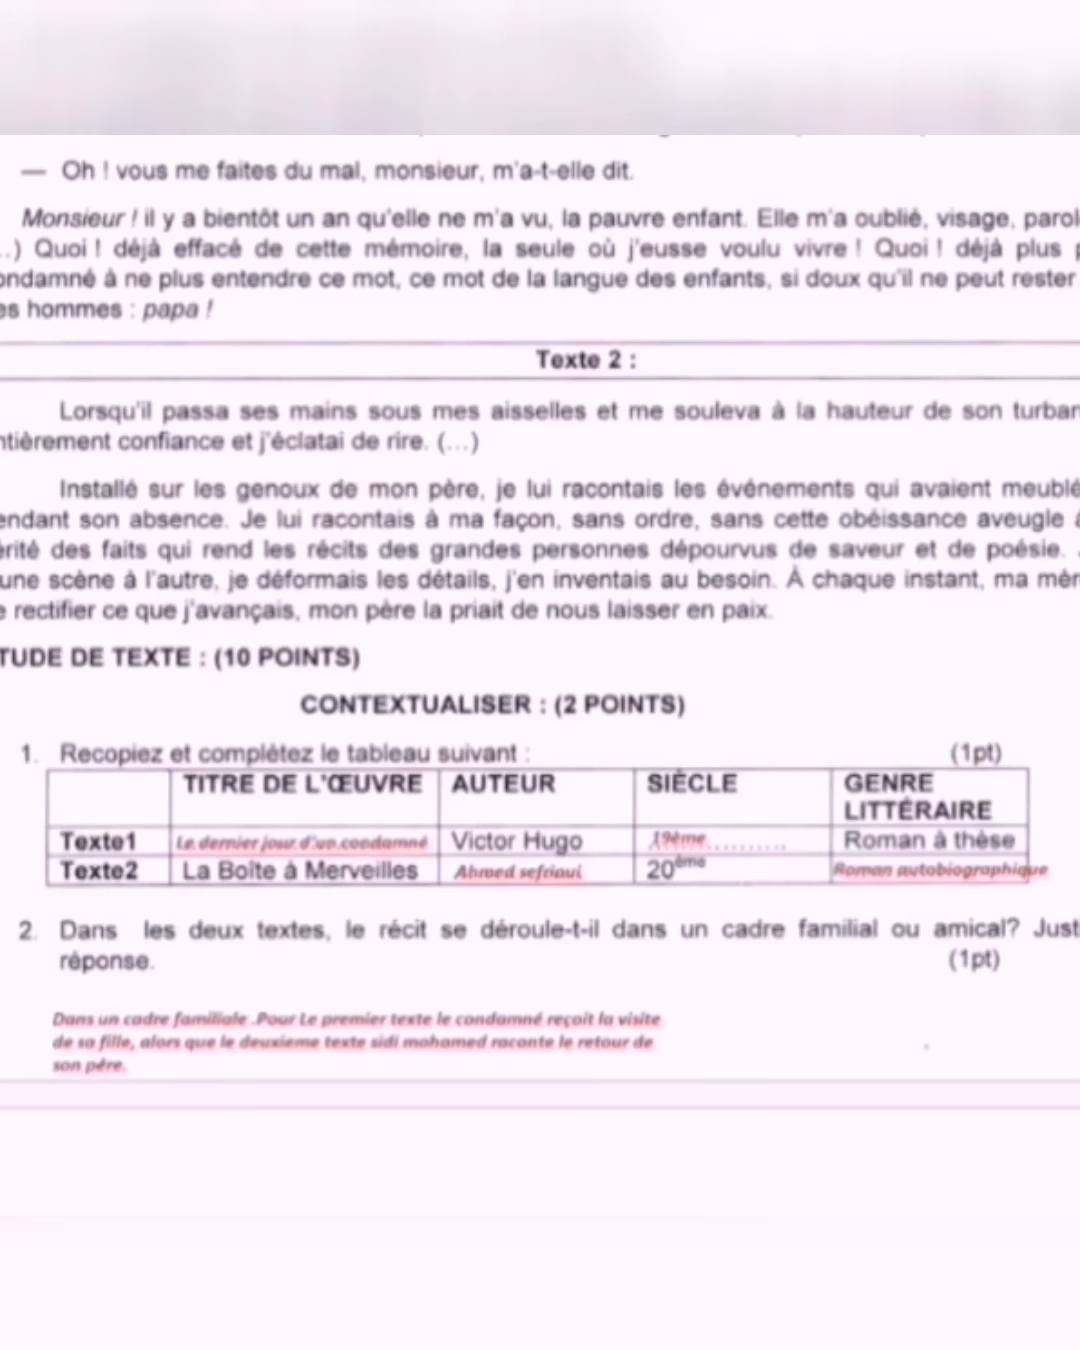 — Oh ! vous me faites du mal, monsieur, m'a-t-elle dit.
Monsieur ! il y a bientôt un an qu'elle ne m'a vu, la pauvre enfant. Elle m'a oublié, visage, parol
..) Quoi ! déjà effacé de cette mémoire, la seule où j'eusse voulu vivre ! Quoi ! déjà plus p
ondamné à ne plus entendre ce mot, ce mot de la langue des enfants, si doux qu'il ne peut rester
es hommes : papa !
Texte 2 :
Lorsqu'il passa ses mains sous mes aisselles et me souleva à la hauteur de son turban
ntièrement confiance et j'éclatai de rire. (...)
Installé sur les genoux de mon père, je lui racontais les événements qui avaient meublé
endant son absence. Je lui racontais à ma façon, sans ordre, sans cette obéissance aveugle à
érité des faits qui rend les récits des grandes personnes dépourvus de saveur et de poésie.
une scène à l'autre, je déformais les détails, j'en inventais au besoin. À chaque instant, ma mèr
e rectifier ce que j'avançais, mon père la priait de nous laisser en paix.
TUDE DE TEXTE : (10 POINTS)
CONTEXTUALISER : (2 POINTS)
1. Recopiez et complétez le tableau suivant : (1pt)
TITRE DE L'ŒUVRE AUTEUR SIÈCLE GENRE
LITTÉRAIRE
Texte1 Le dernier jour d'un condamné Victor Hugo 19ème.......... Roman à thèse
Texte2 La Boîte à Merveilles Ahmed sefrioui 20ème Roman autobiographique
2. Dans les deux textes, le récit se déroule-t-il dans un cadre familial ou amical? Just
réponse. (1pt)
Dans un cadre familiale .Pour Le premier texte le condamné reçoit la visite
de sa fille, alors que le deuxieme texte sidi mohamed raconte le retour de
son pére.